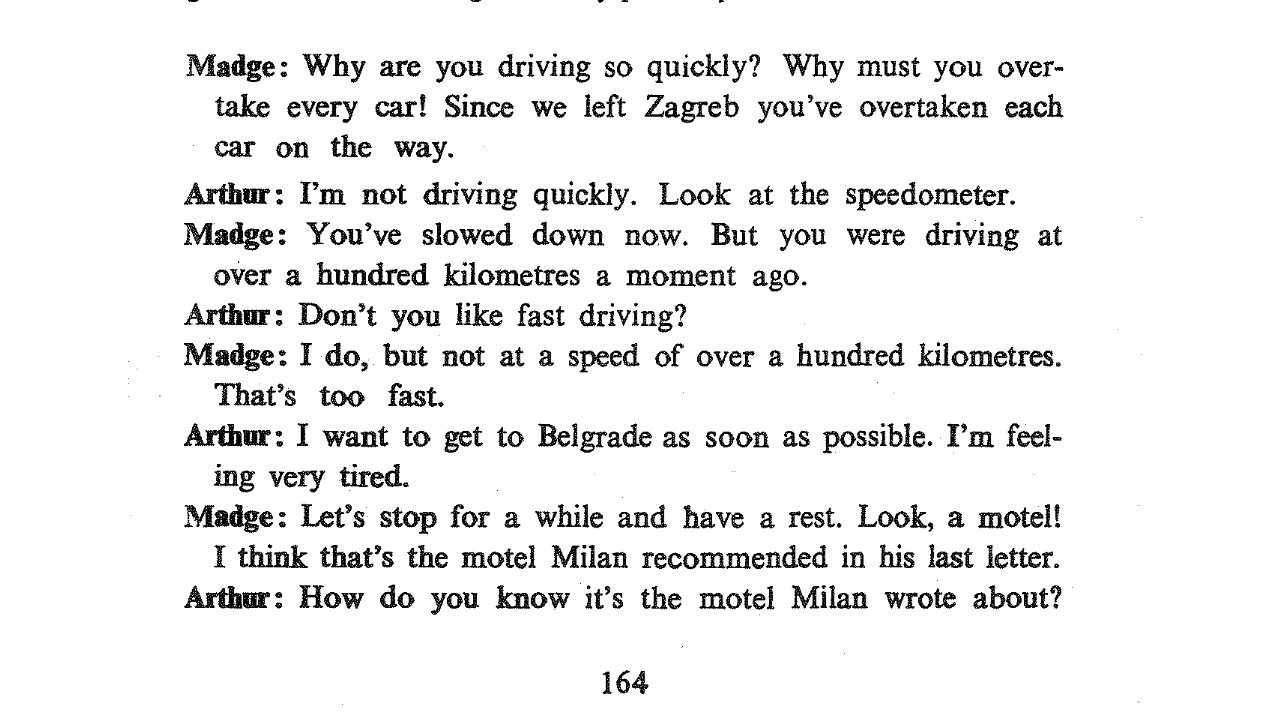 Madge: Why are you driving so quickly? Why must you over-
take every car! Since we left Zagreb you've overtaken each
car on the way.
Arthur: I'm not driving quickly. Look at the speedometer.
Madge: You've slowed down now. But you were driving at
over a hundred kilometres a moment ago.
Arthur: Don't you like fast driving?
Madge: I do, but not at a speed of over a hundred kilometres.
That's too fast.
Arthur: I want to get to Belgrade as soon as possible. I'm feel-
ing very tired.
Madge: Let's stop for a while and have a rest. Look, a motel!
I think that's the motel Milan recommended in his last letter.
Arthur: How do you know it's the motel Milan wrote about?
164